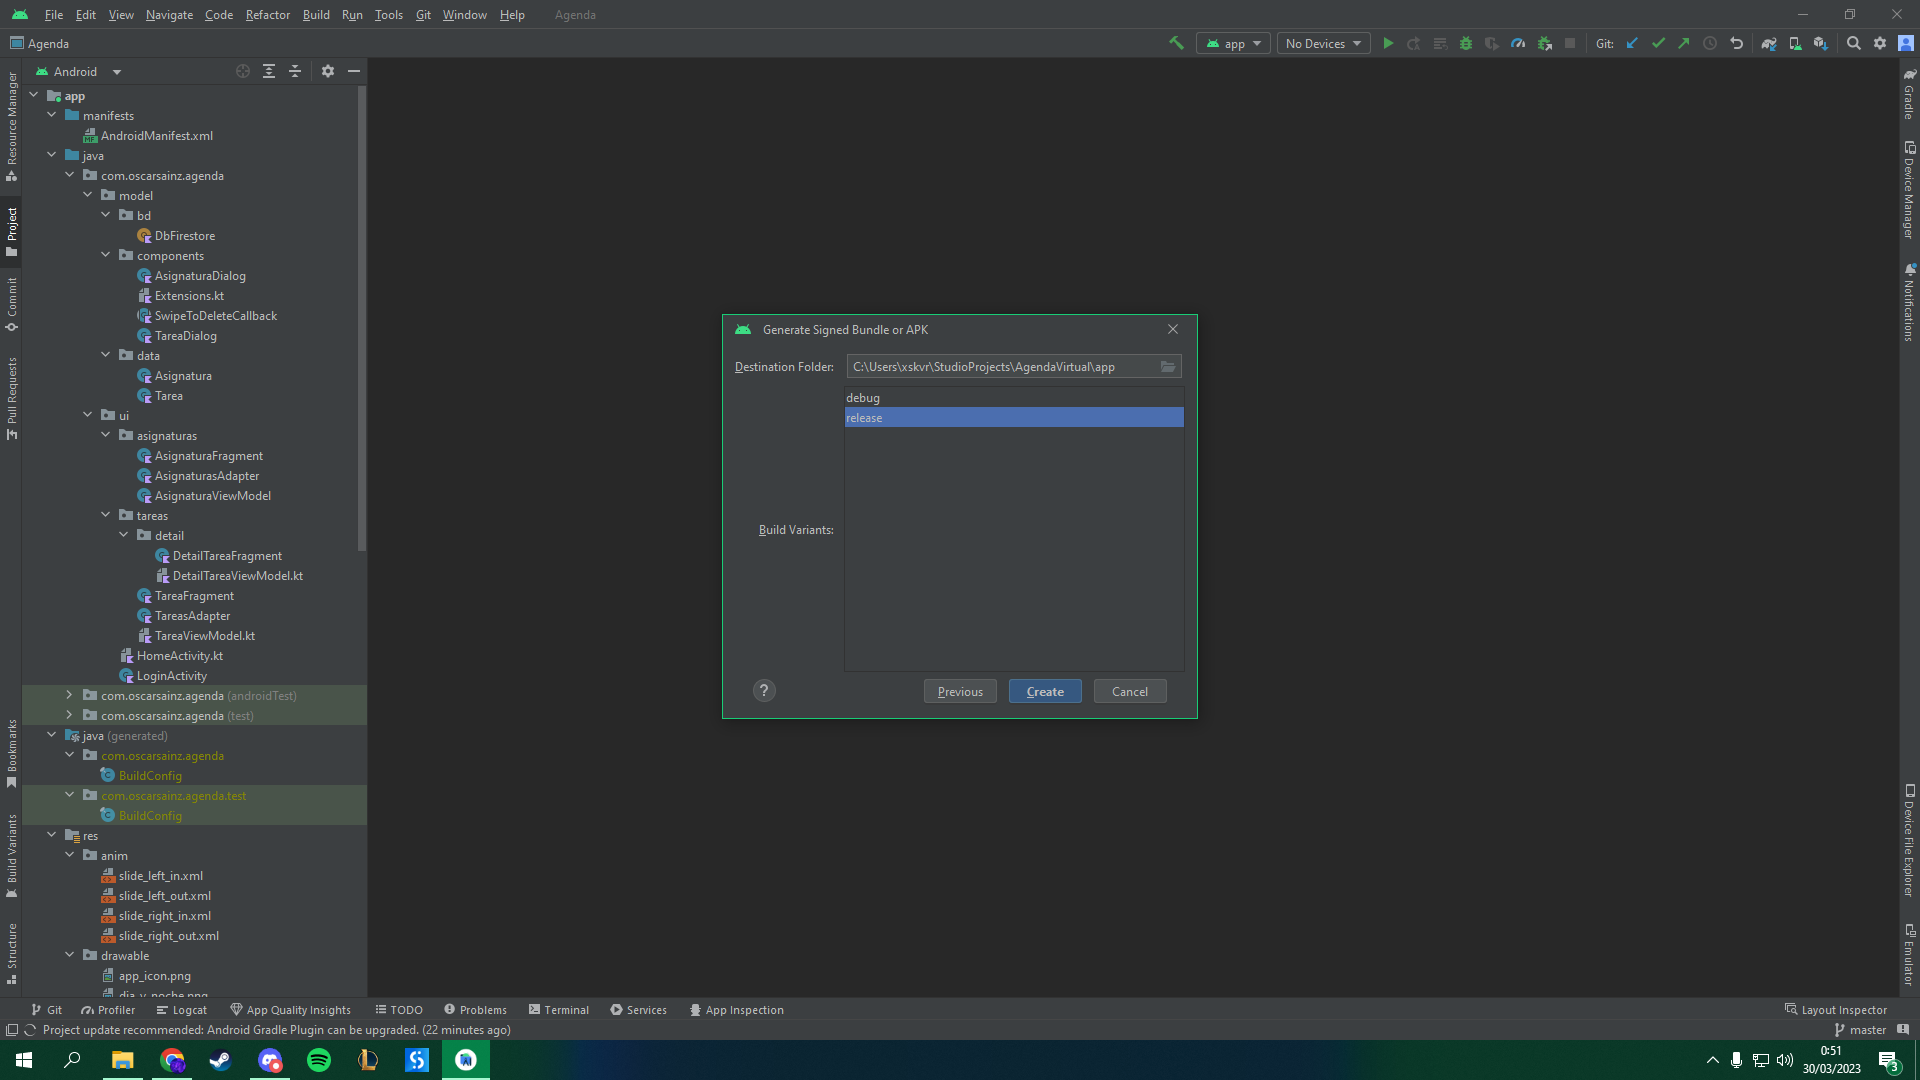 File Edit View Navigate Code Refactor Build Run Tools Git Window Help Agenda
Agenda
app No Devices Git:
Android
app
manifests
AndroidManifest.xml
java
com.oscarsainz.agenda
model
bd
DbFirestore
components
AsignaturaDialog
Extensions.kt
SwipeToDeleteCallback
TareaDialog
data
Asignatura
Tarea
ui
asignaturas
AsignaturaFragment
AsignaturasAdapter
AsignaturaViewModel
tareas
detail
DetailTareaFragment
DetailTareaViewModel.kt
TareaFragment
TareasAdapter
TareaViewModel.kt
HomeActivity.kt
LoginActivity
com.oscarsainz.agenda (androidTest)
com.oscarsainz.agenda (test)
java (generated)
com.oscarsainz.agenda
BuildConfig
com.oscarsainz.agenda.test
BuildConfig
res
anim
slide_left_in.xml
slide_left_out.xml
slide_right_in.xml
slide_right_out.xml
drawable
app_icon.png
dia_y_noche.png
Resource Manager
Project
Commit
Pull Requests
Bookmarks
Build Variants
Structure
Generate Signed Bundle or APK
Destination Folder: C:\Users\xskvr\StudioProjects\AgendaVirtual\app
debug
release
Build Variants:
?
Previous Create Cancel
Gradle
Device Manager
Notifications
Device File Explorer
Emulator
Git Profiler Logcat App Quality Insights TODO Problems Terminal Services App Inspection Layout Inspector
Project update recommended: Android Gradle Plugin can be upgraded. (22 minutes ago) master
0:51
30/03/2023
3